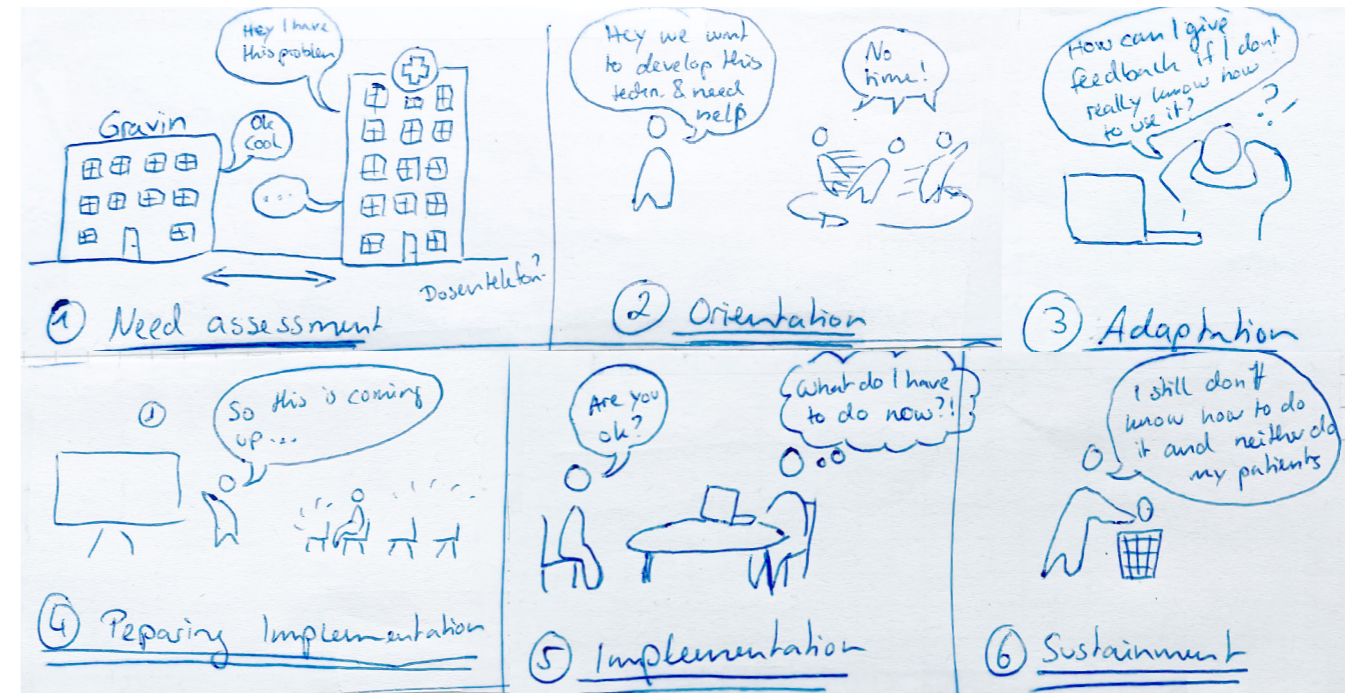 Hey I have
this problem
Gravin
Ok
Cool
...
Dosentelefon?
1 Need assessment
Hey we want
to develop this
techn. & need
help
No
time!
2 Orientation
How can I give
feedback if I dont
really know how
to use it?
? ! .
3 Adaptation
1
So this is coming
up...
4 Peparing Implementation
Are you
ok?
What do I have
to do now?!
5 Implementation
I still don't
know how to do
it and neither do
my patients
6 Sustainment